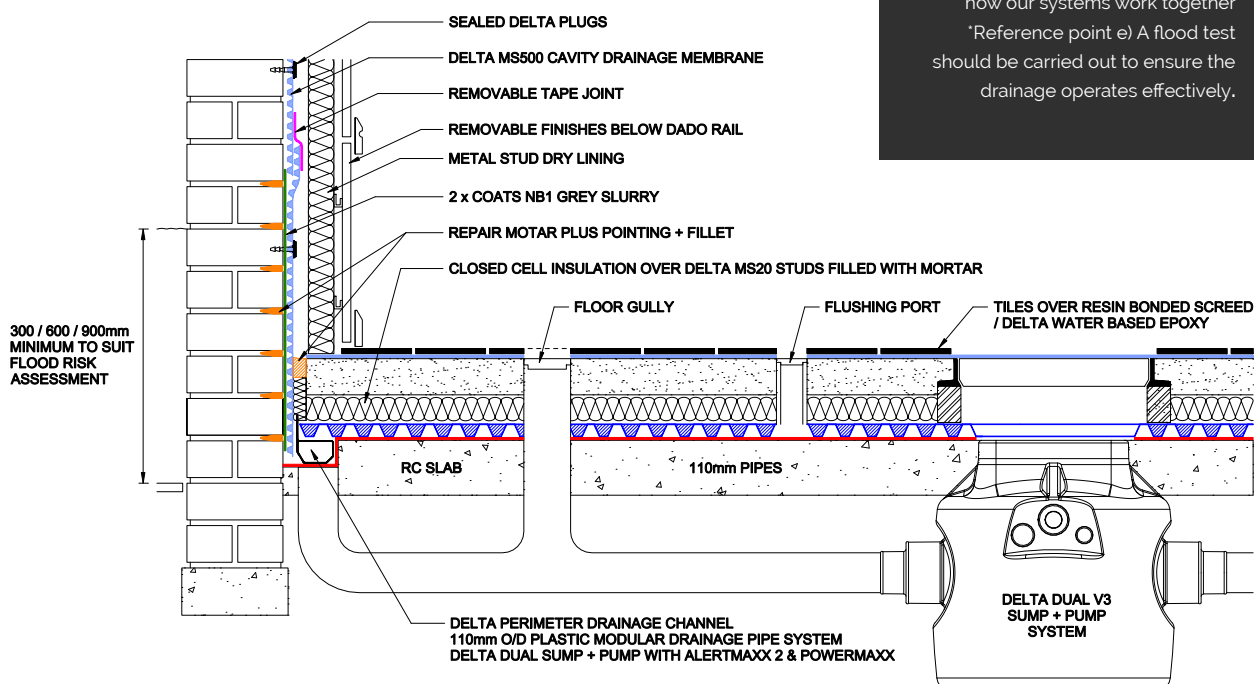 now our systems work together
*Reference point e) A flood test
should be carried out to ensure the
drainage operates effectively.
SEALED DELTA PLUGS
DELTA MS500 CAVITY DRAINAGE MEMBRANE
REMOVABLE TAPE JOINT
REMOVABLE FINISHES BELOW DADO RAIL
METAL STUD DRY LINING
2 x COATS NB1 GREY SLURRY
REPAIR MOTAR PLUS POINTING + FILLET
CLOSED CELL INSULATION OVER DELTA MS20 STUDS FILLED WITH MORTAR
FLOOR GULLY
FLUSHING PORT
TILES OVER RESIN BONDED SCREED
/ DELTA WATER BASED EPOXY
300 / 600 / 900mm
MINIMUM TO SUIT
FLOOD RISK
ASSESSMENT
RC SLAB
110mm PIPES
DELTA DUAL V3
SUMP + PUMP
SYSTEM
DELTA PERIMETER DRAINAGE CHANNEL
110mm O/D PLASTIC MODULAR DRAINAGE PIPE SYSTEM
DELTA DUAL SUMP + PUMP WITH ALERTMAXX 2 & POWERMAXX